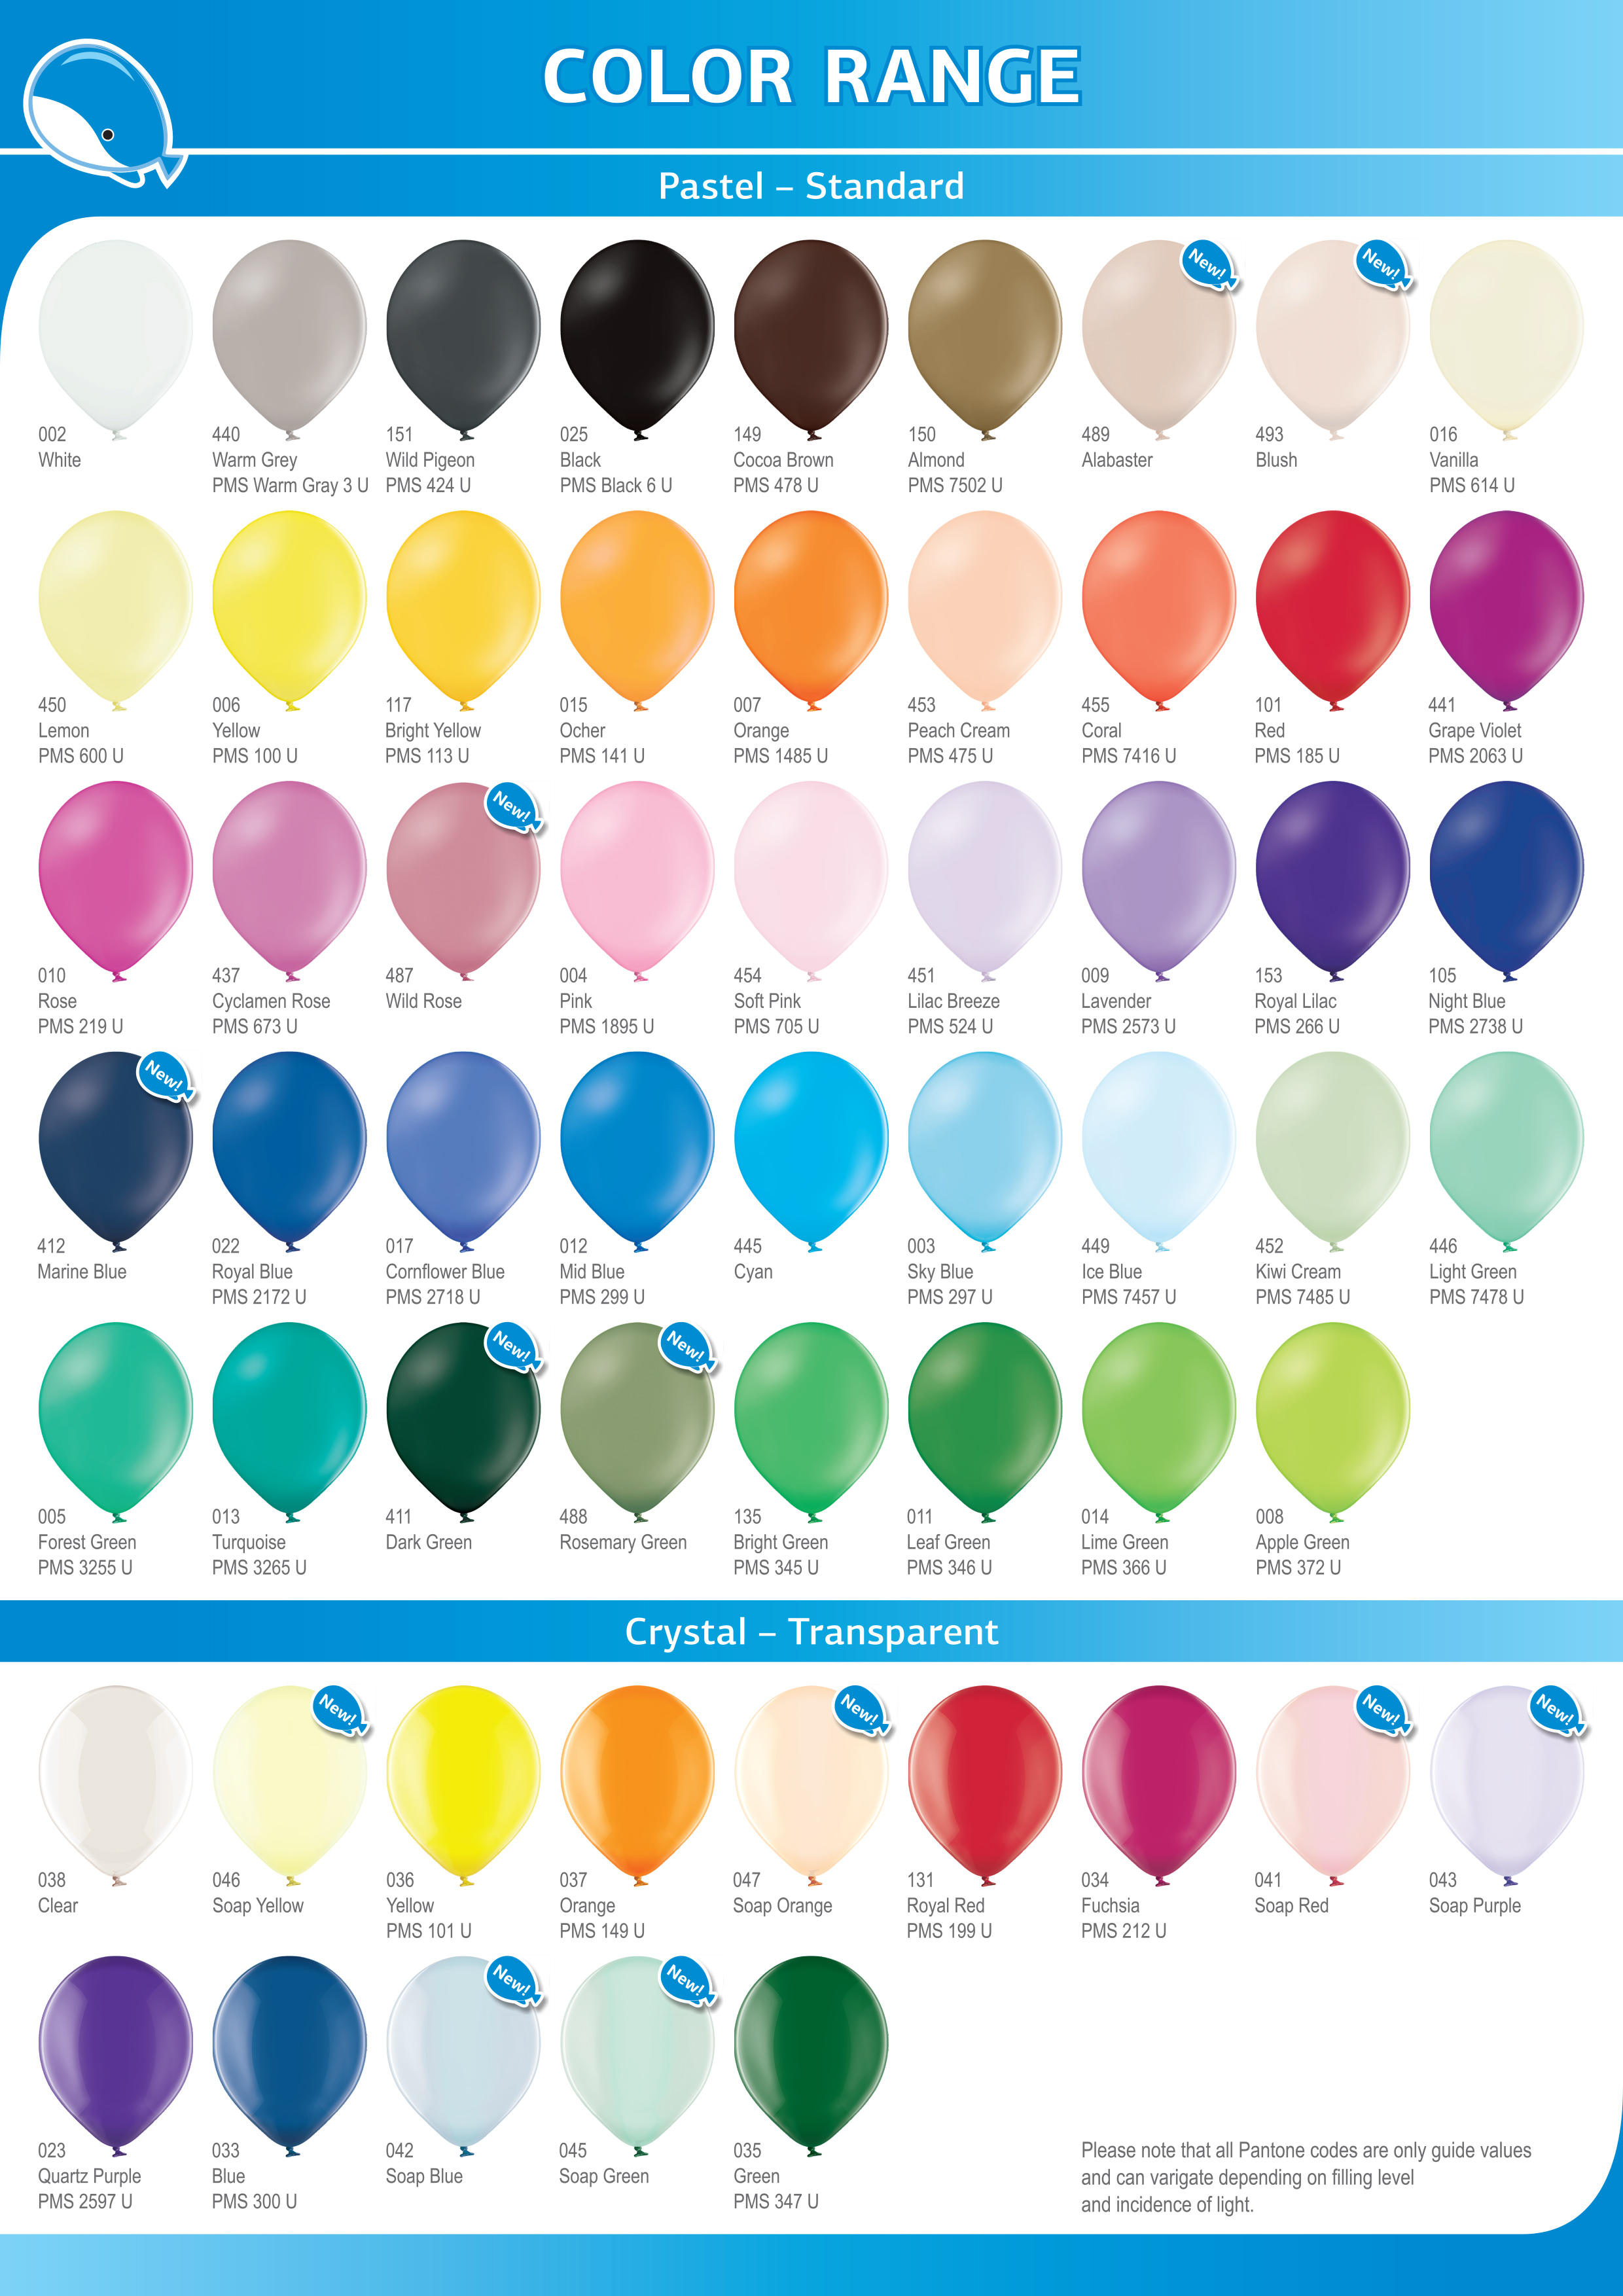 COLOR RANGE
Pastel – Standard
New!
New!
002
White
440
Warm Grey
PMS Warm Gray 3 U
151
Wild Pigeon
PMS 424 U
025
Black
PMS Black 6 U
149
Cocoa Brown
PMS 478 U
150
Almond
PMS 7502 U
489
Alabaster
493
Blush
016
Vanilla
PMS 614 U
450
Lemon
PMS 600 U
006
Yellow
PMS 100 U
117
Bright Yellow
PMS 113 U
015
Ocher
PMS 141 U
007
Orange
PMS 1485 U
453
Peach Cream
PMS 475 U
455
Coral
PMS 7416 U
101
Red
PMS 185 U
441
Grape Violet
PMS 2063 U
New!
010
Rose
PMS 219 U
437
Cyclamen Rose
PMS 673 U
487
Wild Rose
004
Pink
PMS 1895 U
454
Soft Pink
PMS 705 U
451
Lilac Breeze
PMS 524 U
009
Lavender
PMS 2573 U
153
Royal Lilac
PMS 266 U
105
Night Blue
PMS 2738 U
New!
412
Marine Blue
022
Royal Blue
PMS 2172 U
017
Cornflower Blue
PMS 2718 U
012
Mid Blue
PMS 299 U
445
Cyan
003
Sky Blue
PMS 297 U
449
Ice Blue
PMS 7457 U
452
Kiwi Cream
PMS 7485 U
446
Light Green
PMS 7478 U
New!
New!
005
Forest Green
PMS 3255 U
013
Turquoise
PMS 3265 U
411
Dark Green
488
Rosemary Green
135
Bright Green
PMS 345 U
011
Leaf Green
PMS 346 U
014
Lime Green
PMS 366 U
008
Apple Green
PMS 372 U
Crystal – Transparent
New!
New!
New!
New!
038
Clear
046
Soap Yellow
036
Yellow
PMS 101 U
037
Orange
PMS 149 U
047
Soap Orange
131
Royal Red
PMS 199 U
034
Fuchsia
PMS 212 U
041
Soap Red
043
Soap Purple
New!
New!
023
Quartz Purple
PMS 2597 U
033
Blue
PMS 300 U
042
Soap Blue
045
Soap Green
035
Green
PMS 347 U
Please note that all Pantone codes are only guide values
and can varigate depending on filling level
and incidence of light.